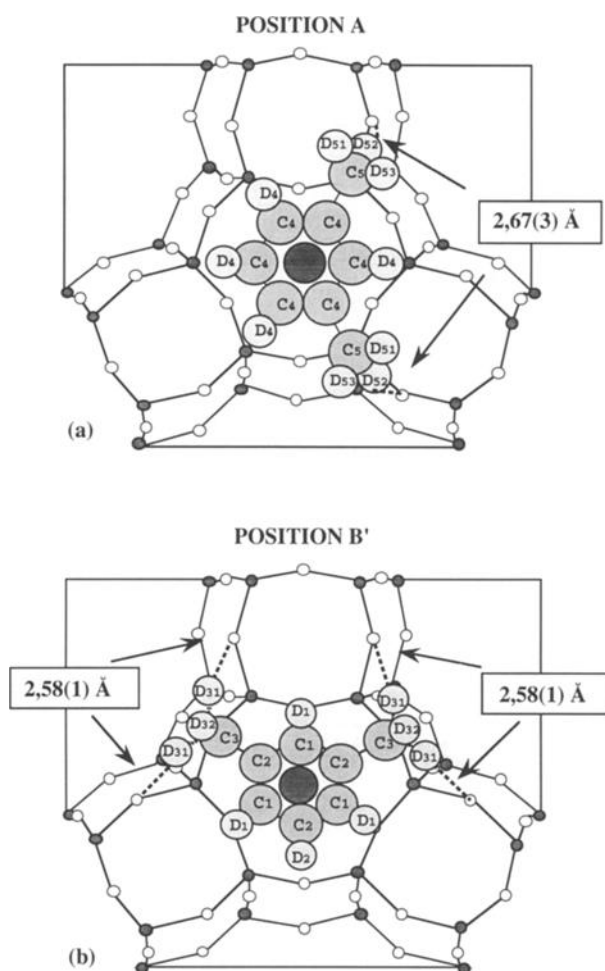 POSITION A
D51 D52
C5 D53
D4
C4 C4
2,67(3) Å
D4 C4 C4 D4
C4 C4
D4
C5 D51
D53 D52
(a)
POSITION B'
2,58(1) Å
2,58(1) Å
D31 D31
D32 D1 D32
D31 C3 C1 C3 D31
C2 C2
C1 C1
D1 C2 D1
D2
(b)